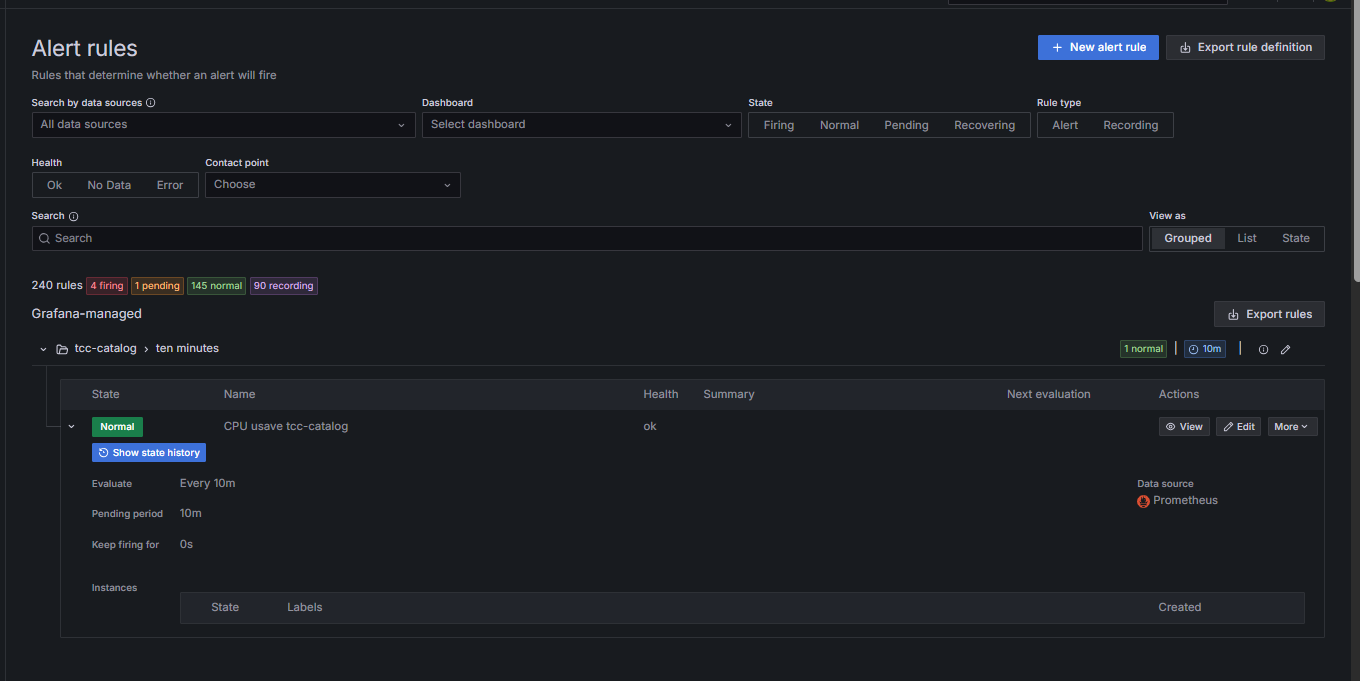 Alert rules
+ New alert rule Export rule definition
Rules that determine whether an alert will fire
Search by data sources Dashboard State Rule type
All data sources Select dashboard Firing Normal Pending Recovering Alert Recording
Health Contact point
Ok No Data Error Choose
Search View as
Search Grouped List State
240 rules 4 firing 1 pending 145 normal 90 recording
Grafana-managed Export rules
tcc-catalog › ten minutes 1 normal | 10m |
State Name Health Summary Next evaluation Actions
Normal CPU usave tcc-catalog ok View Edit More
Show state history
Evaluate Every 10m Data source
Prometheus
Pending period 10m
Keep firing for 0s
Instances
State Labels Created